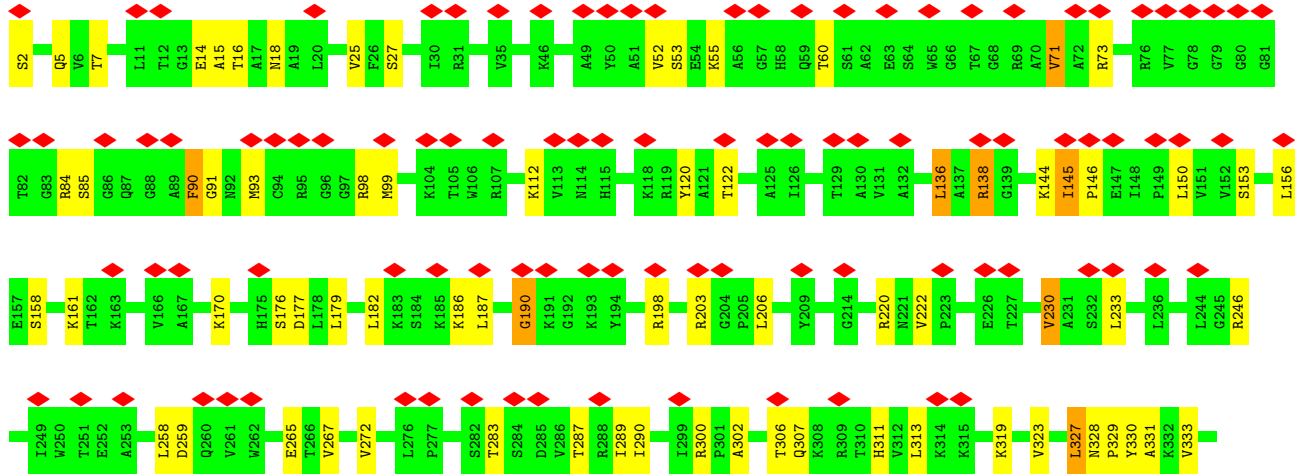 S2 Q5 V6 T7 L11 T12 G13 E14 A15 T16 A17 N18 A19 L20 V25 F26 S27 I30 R31 V35 K46 A49 Y50 A51 V52 S53 E54 K55 A56 G57 H58 Q59 T60 S61 A62 E63 S64 W65 G66 T67 G68 R69 A70 V71 A72 R73 R76 V77 G78 G79 G80 G81
T82 G83 R84 S85 G86 Q87 G88 A89 F90 G91 N92 M93 C94 R95 G96 G97 R98 M99 K104 T105 W106 R107 K112 V113 N114 H115 K118 R119 Y120 A121 T122 A125 I126 T129 A130 V131 A132 L136 A137 R138 G139 K144 I145 P146 E147 I148 P149 L150 V151 V152 S153 L156
E157 S158 K161 T162 K163 V166 A167 K170 H175 S176 D177 L178 L179 L182 K183 S184 K185 K186 L187 G190 K191 G192 K193 Y194 R198 R203 G204 P205 L206 Y209 G214 R220 N221 V222 P223 E226 T227 V230 A231 S232 L233 L236 L244 G245 R246
I249 W250 T251 E252 A253 L258 D259 Q260 V261 W262 E265 T266 V267 V272 L276 P277 S282 T283 S284 D285 V286 T287 R288 I289 I290 I299 R300 P301 A302 T306 Q307 K308 R309 T310 H311 V312 L313 K314 K315 K319 V323 L327 N328 P329 Y330 A331 K332 V333